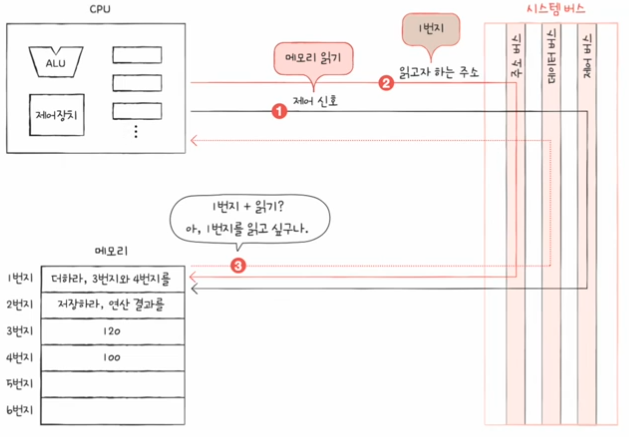 CPU
시스템 버스
ALU
제어장치
1번지
메모리 읽기
읽고자 하는 주소
2
제어 신호
1
주소 버스
데이터 버스
제어 버스
1번지 + 읽기?
아, 1번지를 읽고 싶구나.
3
메모리
1번지 더하라, 3번지와 4번지를
2번지 저장하라, 연산 결과를
3번지 120
4번지 100
5번지
6번지